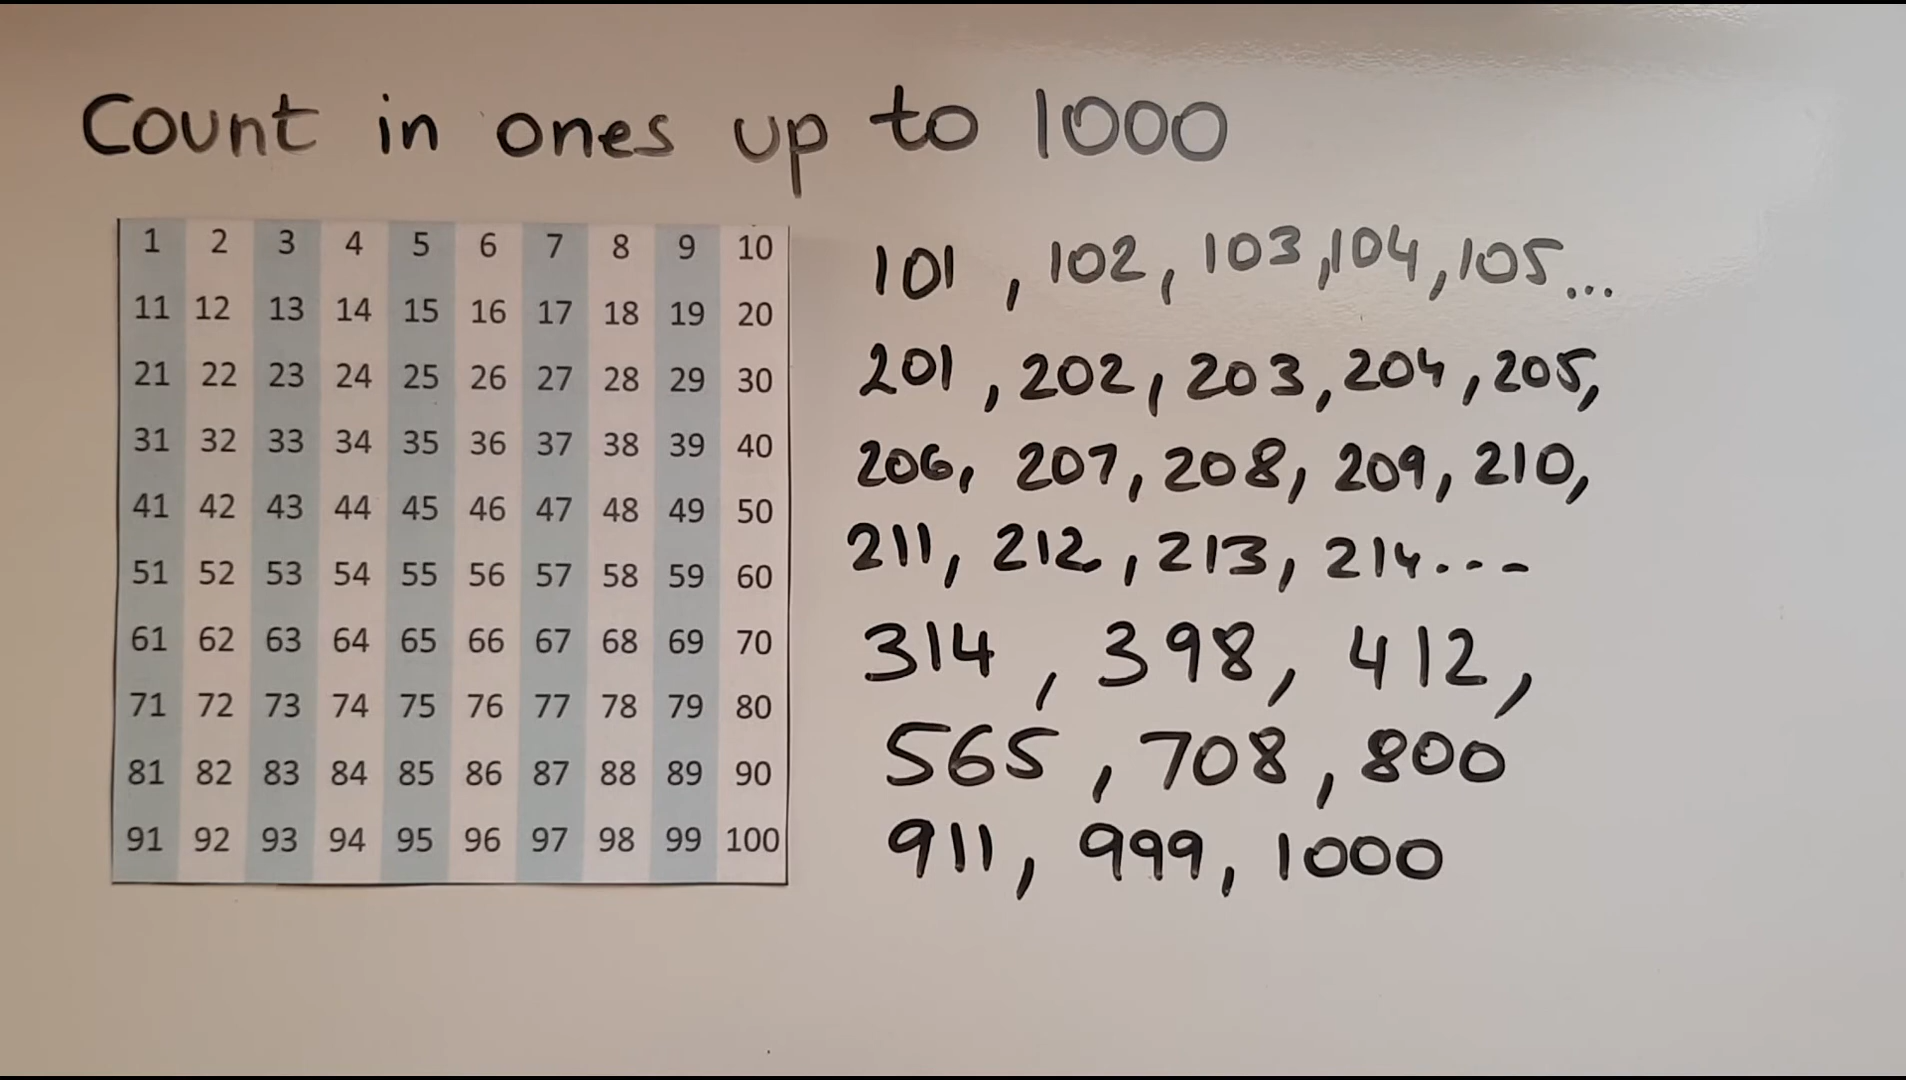 Count in ones up to 1000
1 2 3 4 5 6 7 8 9 10
11 12 13 14 15 16 17 18 19 20
21 22 23 24 25 26 27 28 29 30
31 32 33 34 35 36 37 38 39 40
41 42 43 44 45 46 47 48 49 50
51 52 53 54 55 56 57 58 59 60
61 62 63 64 65 66 67 68 69 70
71 72 73 74 75 76 77 78 79 80
81 82 83 84 85 86 87 88 89 90
91 92 93 94 95 96 97 98 99 100
101, 102, 103, 104, 105...
201, 202, 203, 204, 205,
206, 207, 208, 209, 210,
211, 212, 213, 214...
314, 398, 412,
565, 708, 800
911, 999, 1000